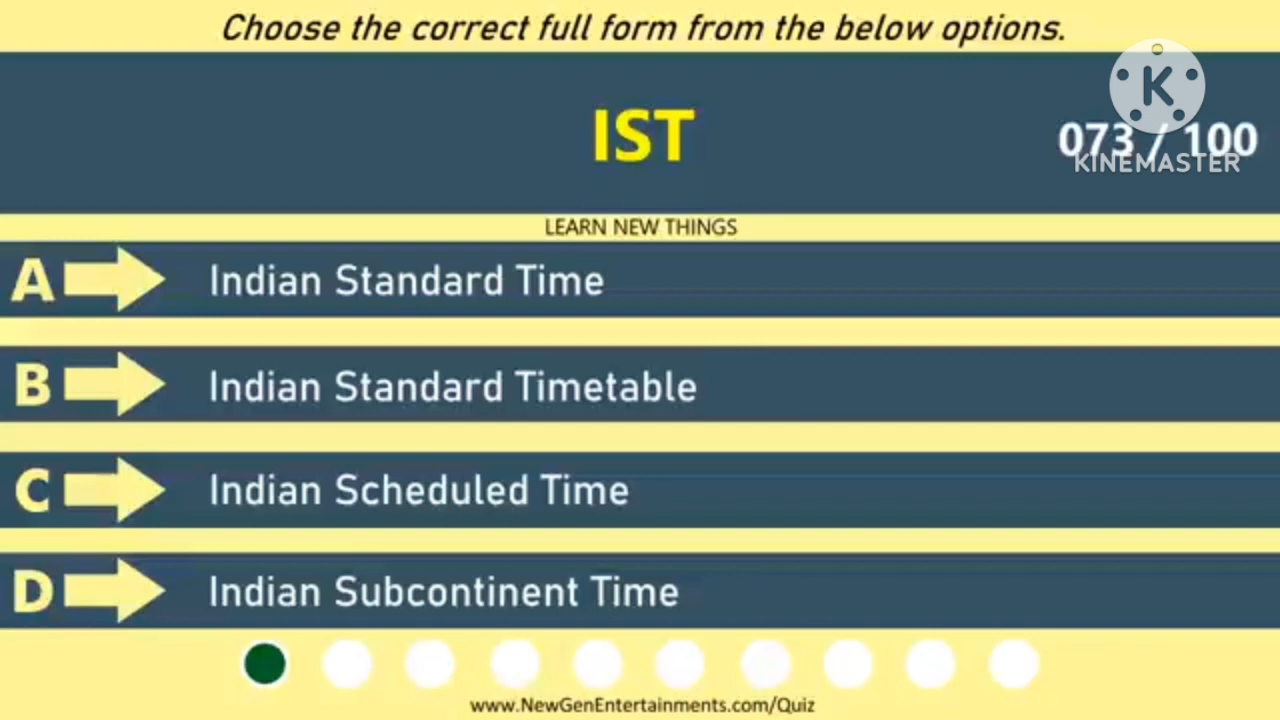 Choose the correct full form from the below options.
IST
K
073 / 100
KINEMASTER
LEARN NEW THINGS
A Indian Standard Time
B Indian Standard Timetable
C Indian Scheduled Time
D Indian Subcontinent Time
www.NewGenEntertainments.com/Quiz